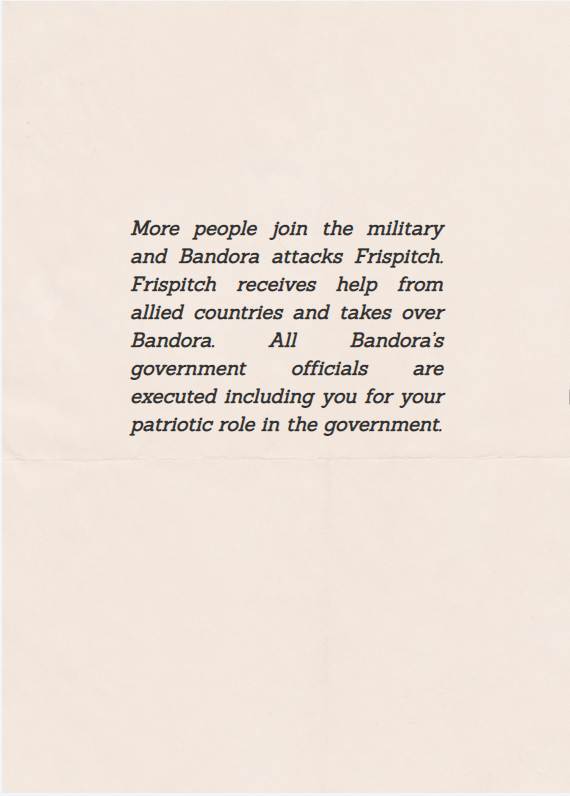 More people join the military
and Bandora attacks Frispitch.
Frispitch receives help from
allied countries and takes over
Bandora. All Bandora's
government officials are
executed including you for your
patriotic role in the government.